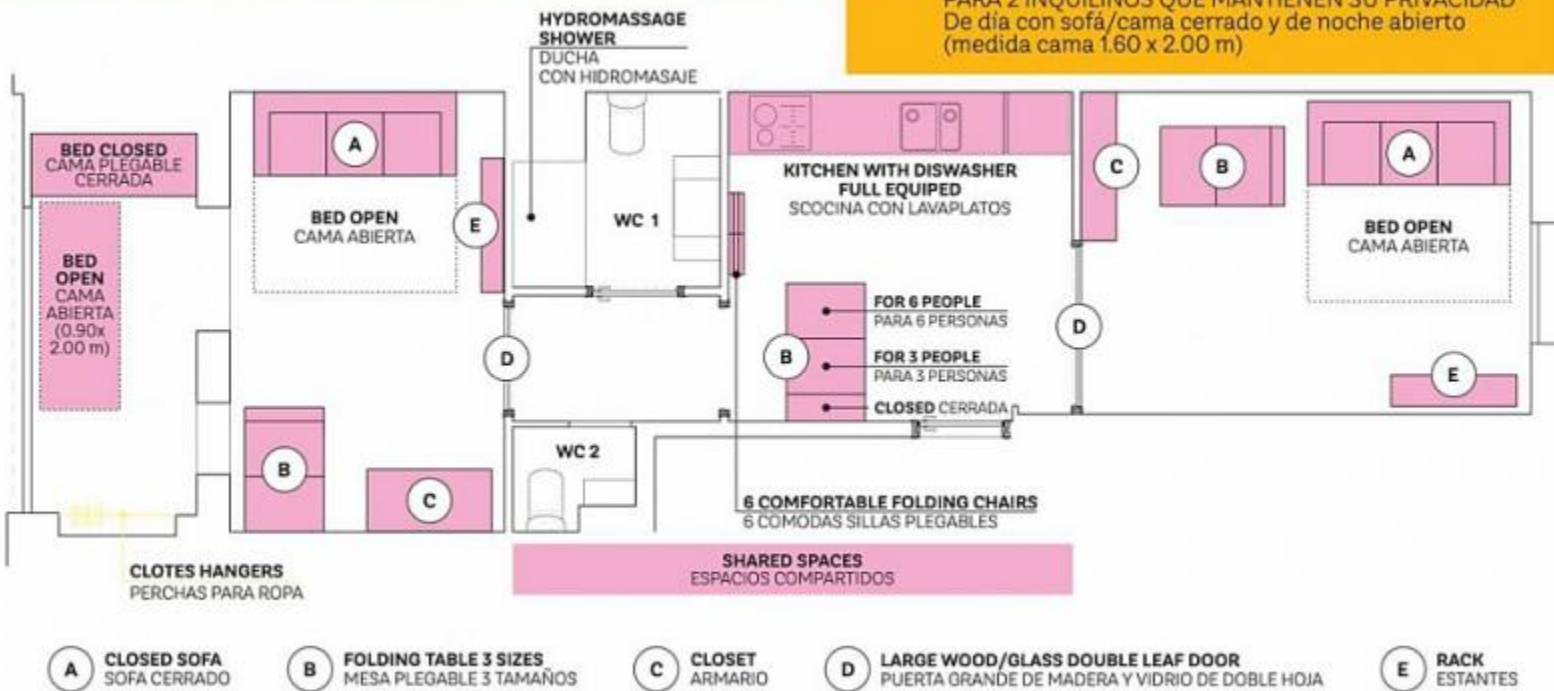 PARA 2 INQUILINOS QUE MANTIENEN SU PRIVACIDAD
De día con sofá/cama cerrado y de noche abierto
(medida cama 1.60 x 2.00 m)
HYDROMASSAGE
SHOWER
DUCHA
CON HIDROMASAJE
BED CLOSED
CAMA PLEGABLE
CERRADA
A
BED OPEN
CAMA ABIERTA
E
BED
OPEN
CAMA
ABIERTA
(0.90x
2.00 m)
WC 1
KITCHEN WITH DISWASHER
FULL EQUIPED
SCOCINA CON LAVAPLATOS
C
B
A
BED OPEN
CAMA ABIERTA
D
B
FOR 6 PEOPLE
PARA 6 PERSONAS
FOR 3 PEOPLE
PARA 3 PERSONAS
CLOSED CERRADA
D
E
B
C
WC 2
6 COMFORTABLE FOLDING CHAIRS
6 COMODAS SILLAS PLEGABLES
CLOTES HANGERS
PERCHAS PARA ROPA
SHARED SPACES
ESPACIOS COMPARTIDOS
A CLOSED SOFA
SOFA CERRADO
B FOLDING TABLE 3 SIZES
MESA PLEGABLE 3 TAMAÑOS
C CLOSET
ARMARIO
D LARGE WOOD/GLASS DOUBLE LEAF DOOR
PUERTA GRANDE DE MADERA Y VIDRIO DE DOBLE HOJA
E RACK
ESTANTES